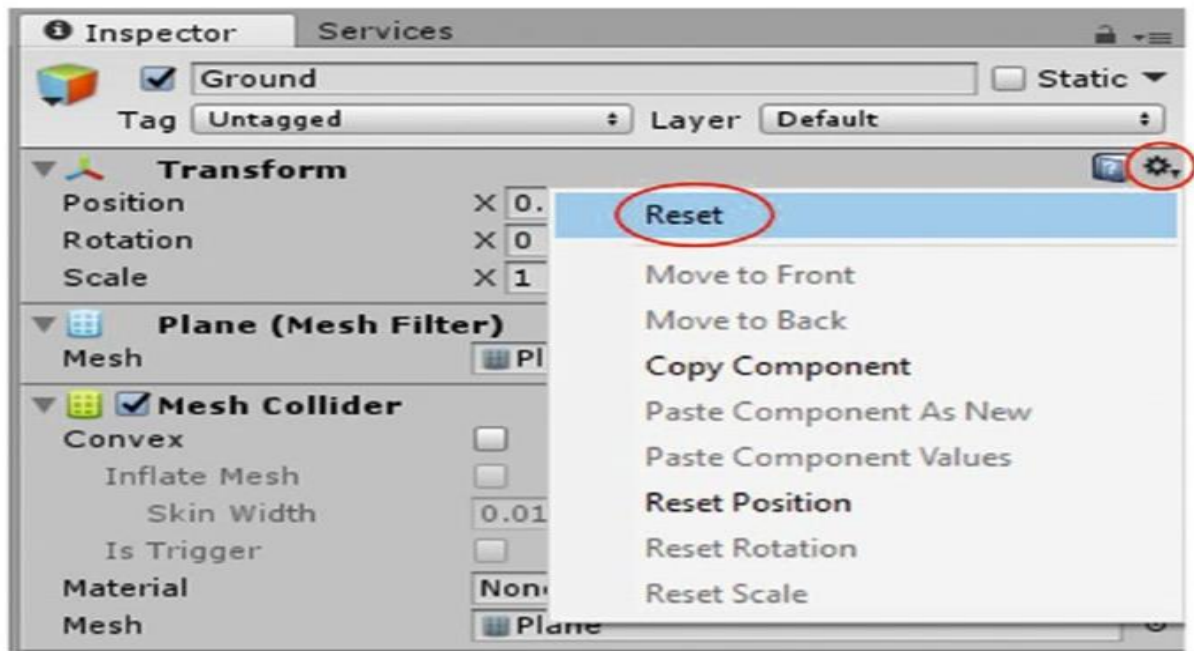 Inspector Services
Ground Static
Tag Untagged Layer Default
Transform
Position X 0.
Rotation X 0
Scale X 1
Reset
Move to Front
Move to Back
Copy Component
Paste Component As New
Paste Component Values
Reset Position
Reset Rotation
Reset Scale
Plane (Mesh Filter)
Mesh Pl
Mesh Collider
Convex
Inflate Mesh
Skin Width 0.01
Is Trigger
Material Non
Mesh Plane